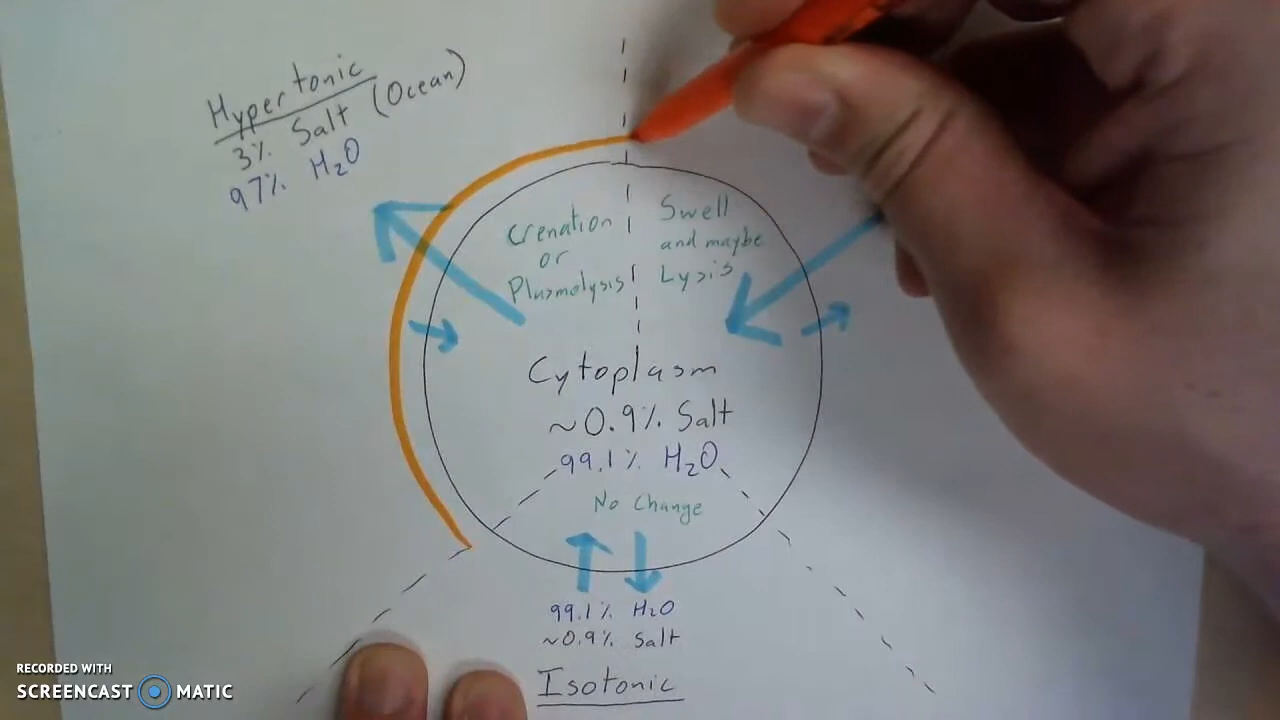 Hypertonic
3% Salt (Ocean)
97% H₂O
Crenation
or
Plasmolysis
Swell
and maybe
Lysis
Cytoplasm
~0.9% Salt
99.1% H₂O
No Change
99.1% H₂O
~0.9% Salt
Isotonic
RECORDED WITH
SCREENCAST MATIC